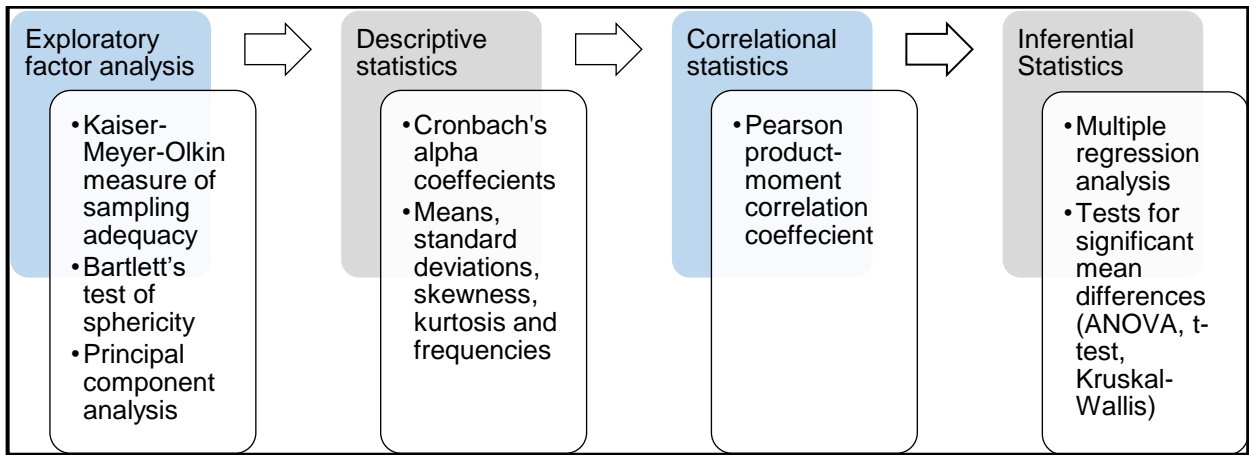 Exploratory
factor analysis
•Kaiser-
Meyer-Olkin
measure of
sampling
adequacy
•Bartlett’s
test of
sphericity
•Principal
component
analysis
Descriptive
statistics
•Cronbach's
alpha
coeffecients
•Means,
standard
deviations,
skewness,
kurtosis and
frequencies
Correlational
statistics
•Pearson
product-
moment
correlation
coeffecient
Inferential
Statistics
•Multiple
regression
analysis
•Tests for
significant
mean
differences
(ANOVA, t-
test,
Kruskal-
Wallis)